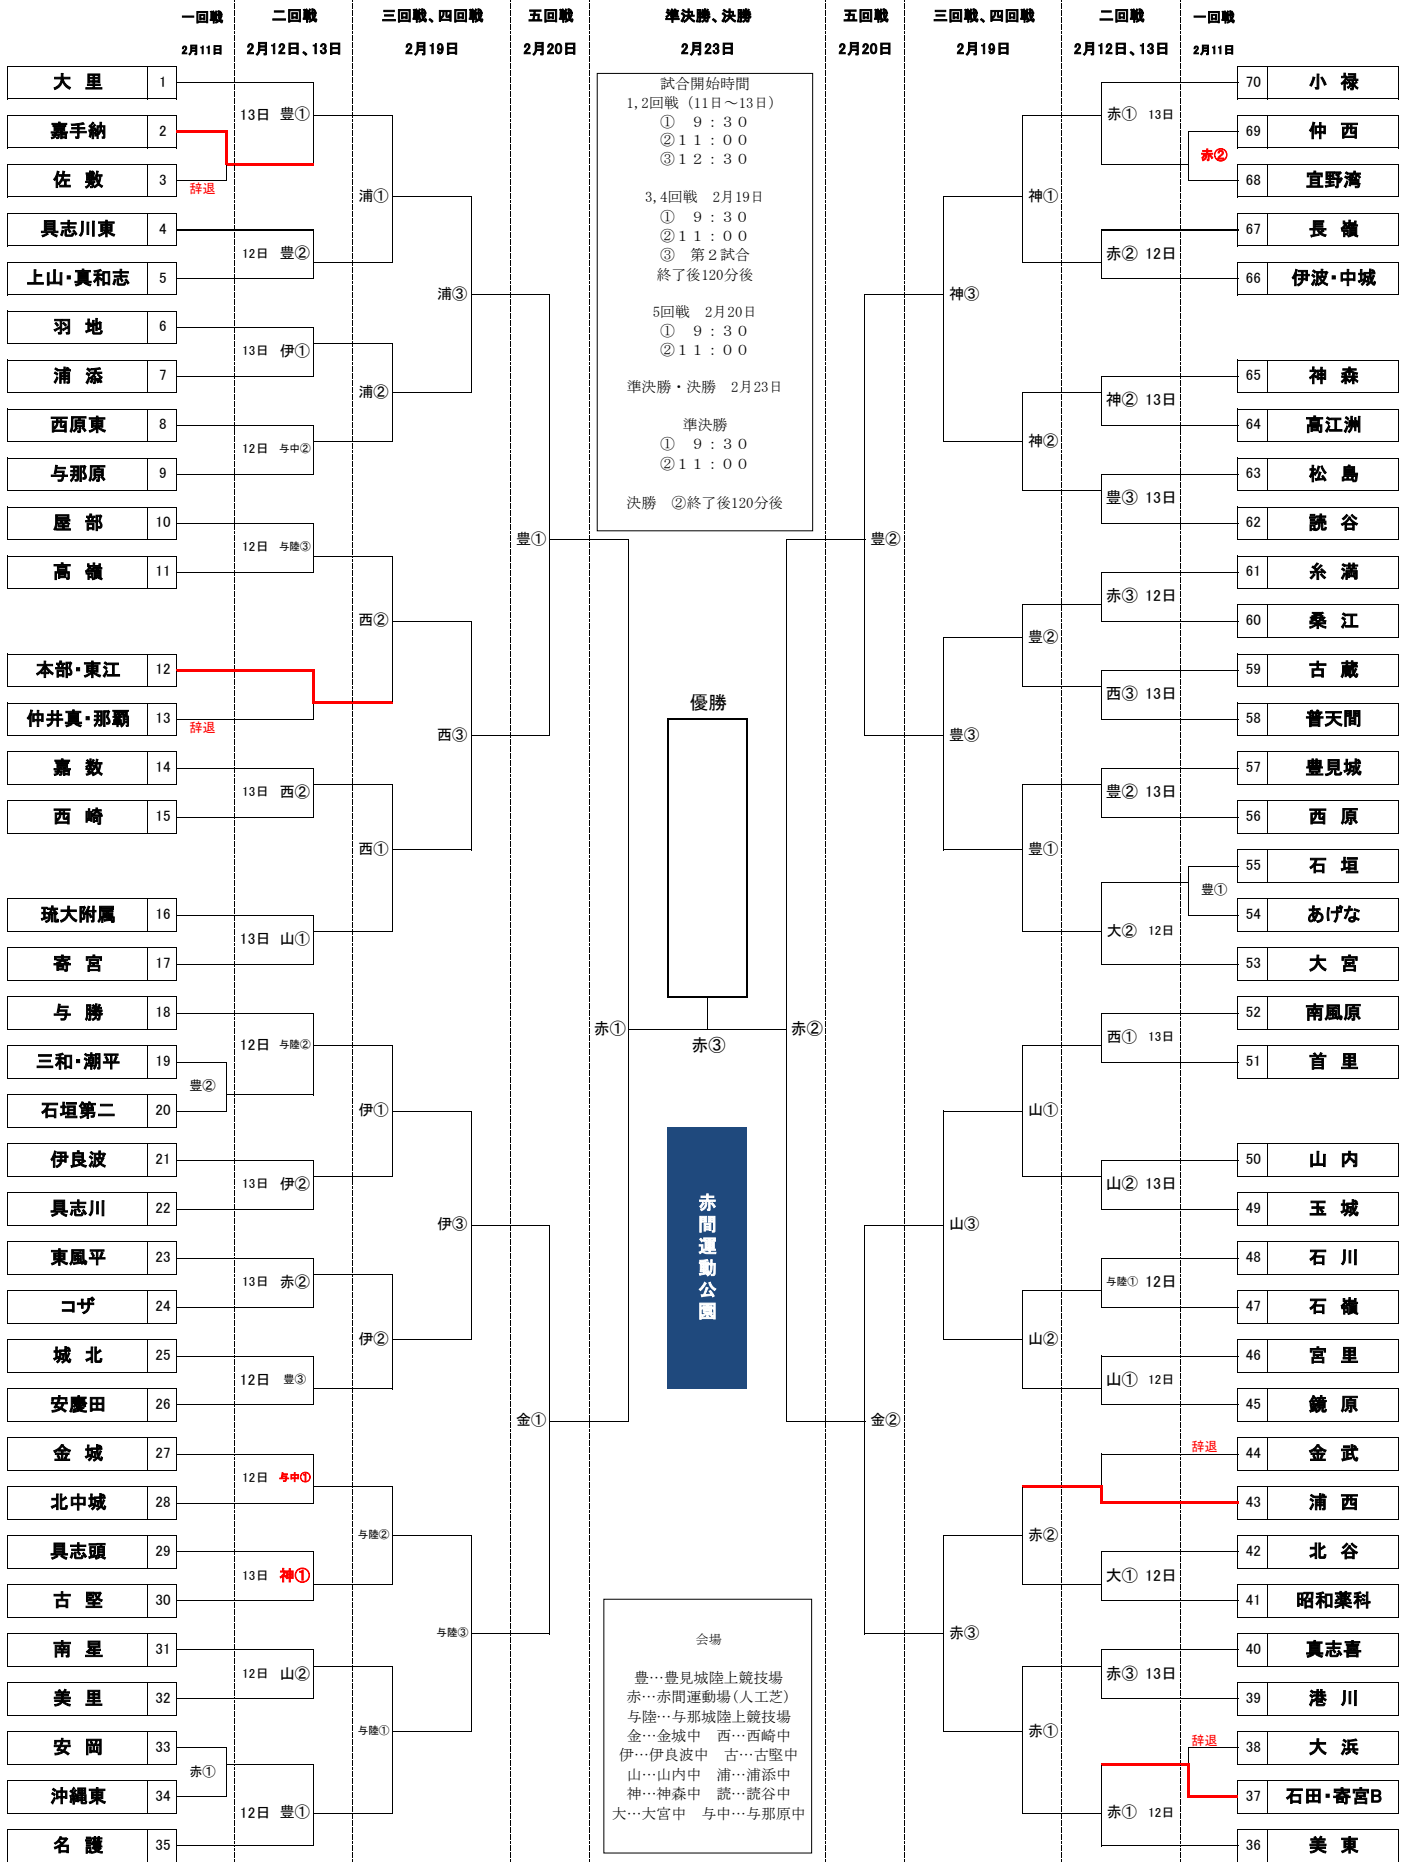 一回戦 二回戦 三回戦、四回戦 五回戦 準決勝、決勝 五回戦 三回戦、四回戦 二回戦 一回戦
2月11日 2月12日、13日 2月19日 2月20日 2月23日 2月20日 2月19日 2月12日、13日 2月11日
大 里 1
13日 豊①
嘉手納 2
佐 敷 3
辞退
浦①
具志川東 4
12日 豊②
上山・真和志 5
浦③
羽 地 6
13日 伊①
浦 添 7
浦②
西原東 8
12日 与中②
与那原 9
屋 部 10
12日 与陸③
高 嶺 11
豊①
西②
本部・東江 12
仲井真・那覇 13
辞退
西③
嘉 数 14
13日 西②
西 崎 15
西①
琉大附属 16
13日 山①
寄 宮 17
与 勝 18
12日 与陸②
三和・潮平 19
豊②
石垣第二 20
伊①
伊良波 21
13日 伊②
具志川 22
伊③
東風平 23
13日 赤②
コザ 24
伊②
城 北 25
12日 豊③
安慶田 26
金①
金 城 27
12日 与中①
北中城 28
与陸②
具志頭 29
13日 神①
古 堅 30
与陸③
南 星 31
12日 山②
美 里 32
与陸①
安 岡 33
赤①
沖縄東 34
12日 豊①
名 護 35
試合開始時間
1,2回戦（11日～13日）
① 9：30
②11：00
③12：30
3,4回戦 2月19日
① 9：30
②11：00
③ 第2試合
終了後120分後
5回戦 2月20日
① 9：30
②11：00
準決勝・決勝 2月23日
準決勝
① 9：30
②11：00
決勝 ②終了後120分後
優勝
赤① 赤②
赤③
赤間運動公園
会場
豊…豊見城陸上競技場
赤…赤間運動場(人工芝)
与陸…与那城陸上競技場
金…金城中 西…西崎中
伊…伊良波中 古…古堅中
山…山内中 浦…浦添中
神…神森中 読…読谷中
大…大宮中 与中…与那原中
70 小 禄
赤① 13日
69 仲 西
赤②
68 宜野湾
神①
67 長 嶺
赤② 12日
66 伊波・中城
神③
65 神 森
神② 13日
64 高江洲
神②
63 松 島
豊③ 13日
62 読 谷
豊②
61 糸 満
赤③ 12日
60 桑 江
豊②
59 古 蔵
西③ 13日
58 普天間
豊③
57 豊見城
豊② 13日
56 西 原
豊①
55 石 垣
豊①
54 あげな
大② 12日
53 大 宮
52 南風原
西① 13日
51 首 里
山①
50 山 内
山② 13日
49 玉 城
山③
48 石 川
与陸① 12日
47 石 嶺
山②
46 宮 里
山① 12日
45 鏡 原
金②
辞退
44 金 武
43 浦 西
赤②
42 北 谷
大① 12日
41 昭和薬科
赤③
40 真志喜
赤③ 13日
39 港 川
赤①
辞退
38 大 浜
37 石田・寄宮B
赤① 12日
36 美 東